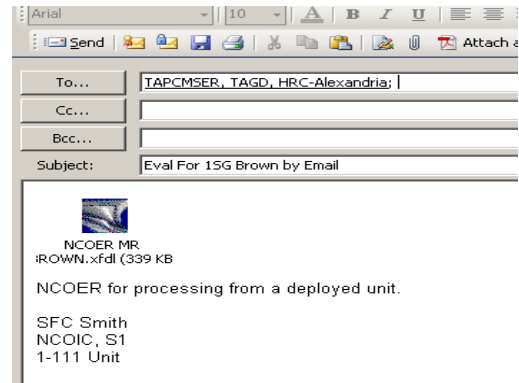 Arial 10 A B I U
Send Attach a
To... TAPCMSER, TAGD, HRC-Alexandria;
Cc...
Bcc...
Subject: Eval For 1SG Brown by Email
NCOER MR
ROWN.xfdl (339 KB
NCOER for processing from a deployed unit.
SFC Smith
NCOIC, S1
1-111 Unit